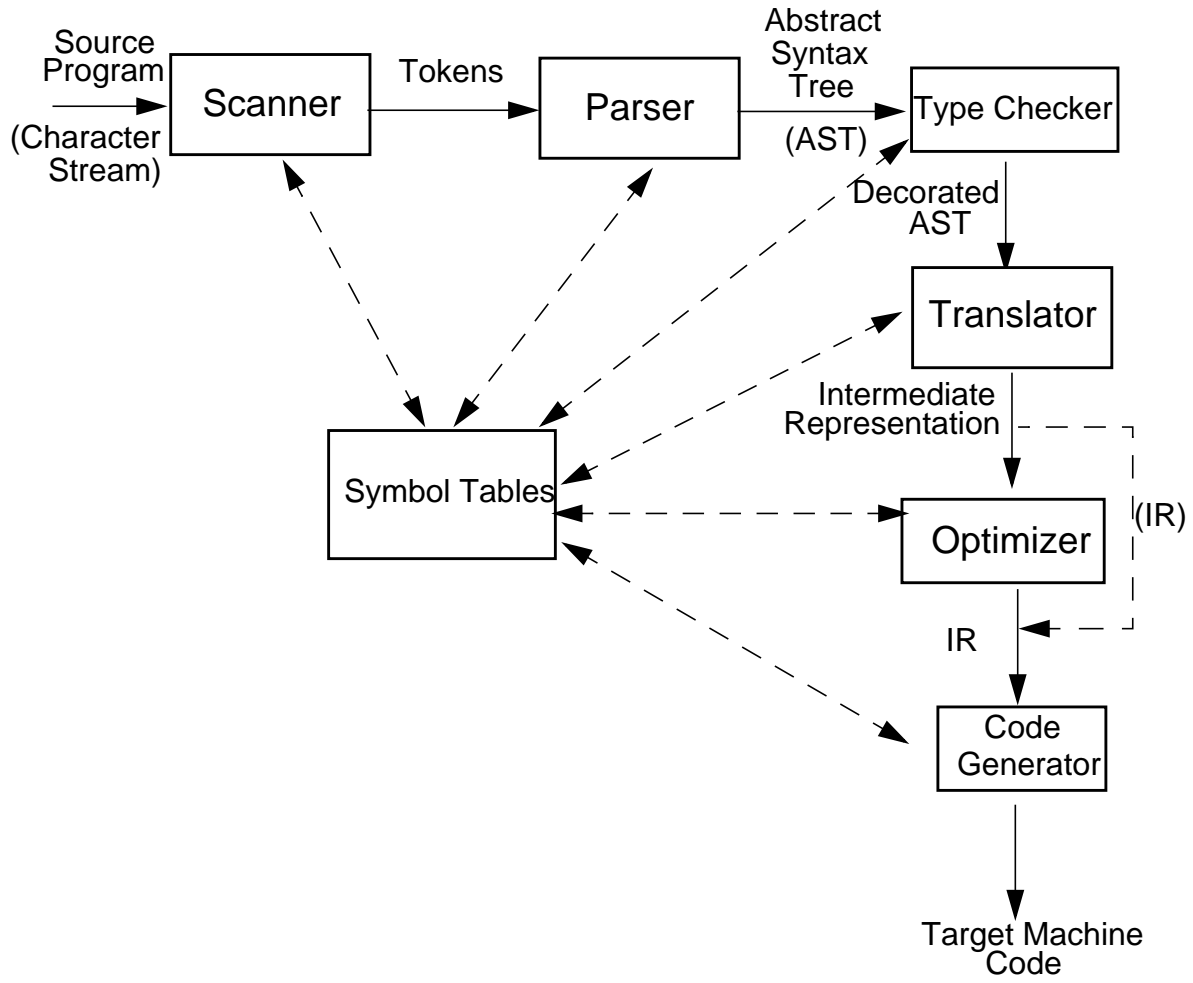 Source
Program
(Character
Stream)
Scanner
Tokens
Parser
Abstract
Syntax
Tree
(AST)
Type Checker
Decorated
AST
Translator
Intermediate
Representation
Symbol Tables
(IR)
Optimizer
IR
Code
Generator
Target Machine
Code